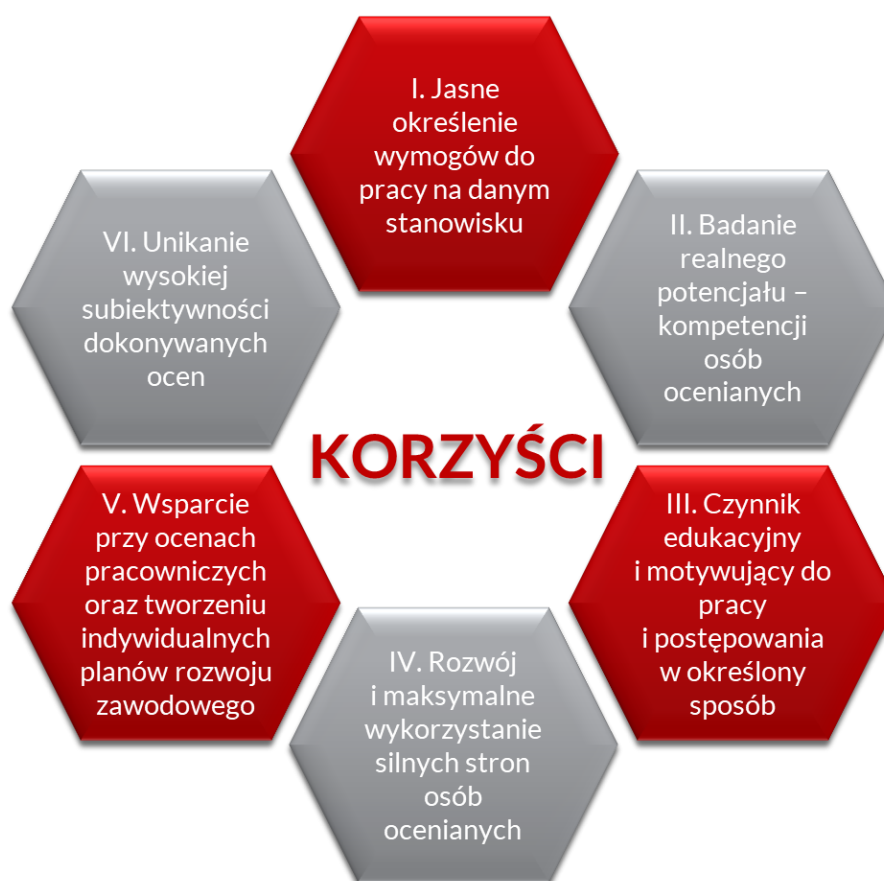 I. Jasne
określenie
wymogów do
pracy na danym
stanowisku
II. Badanie
realnego
potencjału –
kompetencji
osób
ocenianych
III. Czynnik
edukacyjny
i motywujący do
pracy
i postępowania
w określony
sposób
IV. Rozwój
i maksymalne
wykorzystanie
silnych stron
osób
ocenianych
V. Wsparcie
przy ocenach
pracowniczych
oraz tworzeniu
indywidualnych
planów rozwoju
zawodowego
VI. Unikanie
wysokiej
subiektywności
dokonywanych
ocen
KORZYŚCI